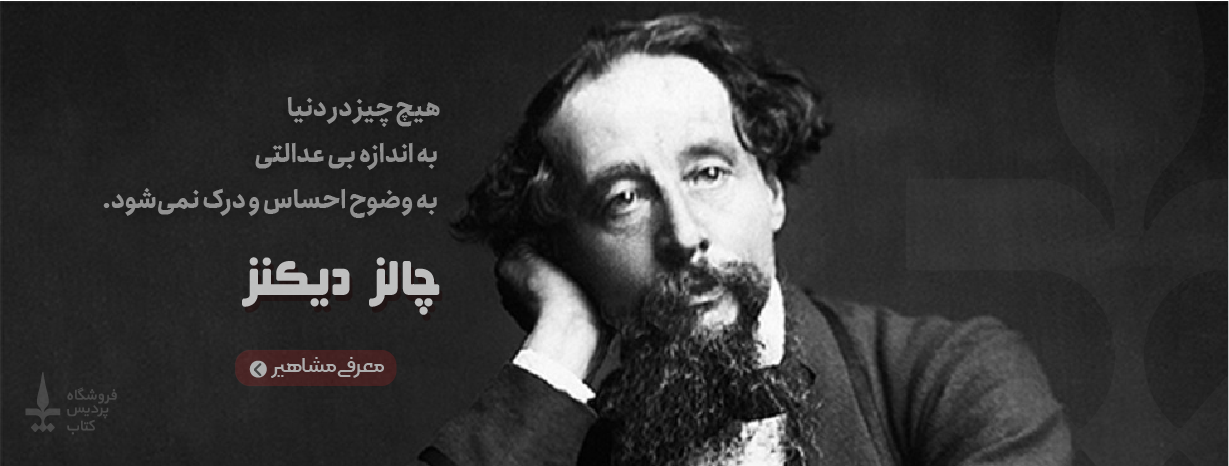 هیچ چیز در دنیا
به اندازه بی عدالتی
به وضوح احساس و درک نمی‌شود.
چالز دیکنز
معرفی مشاهیر
فروشگاه
پردیس
کتاب